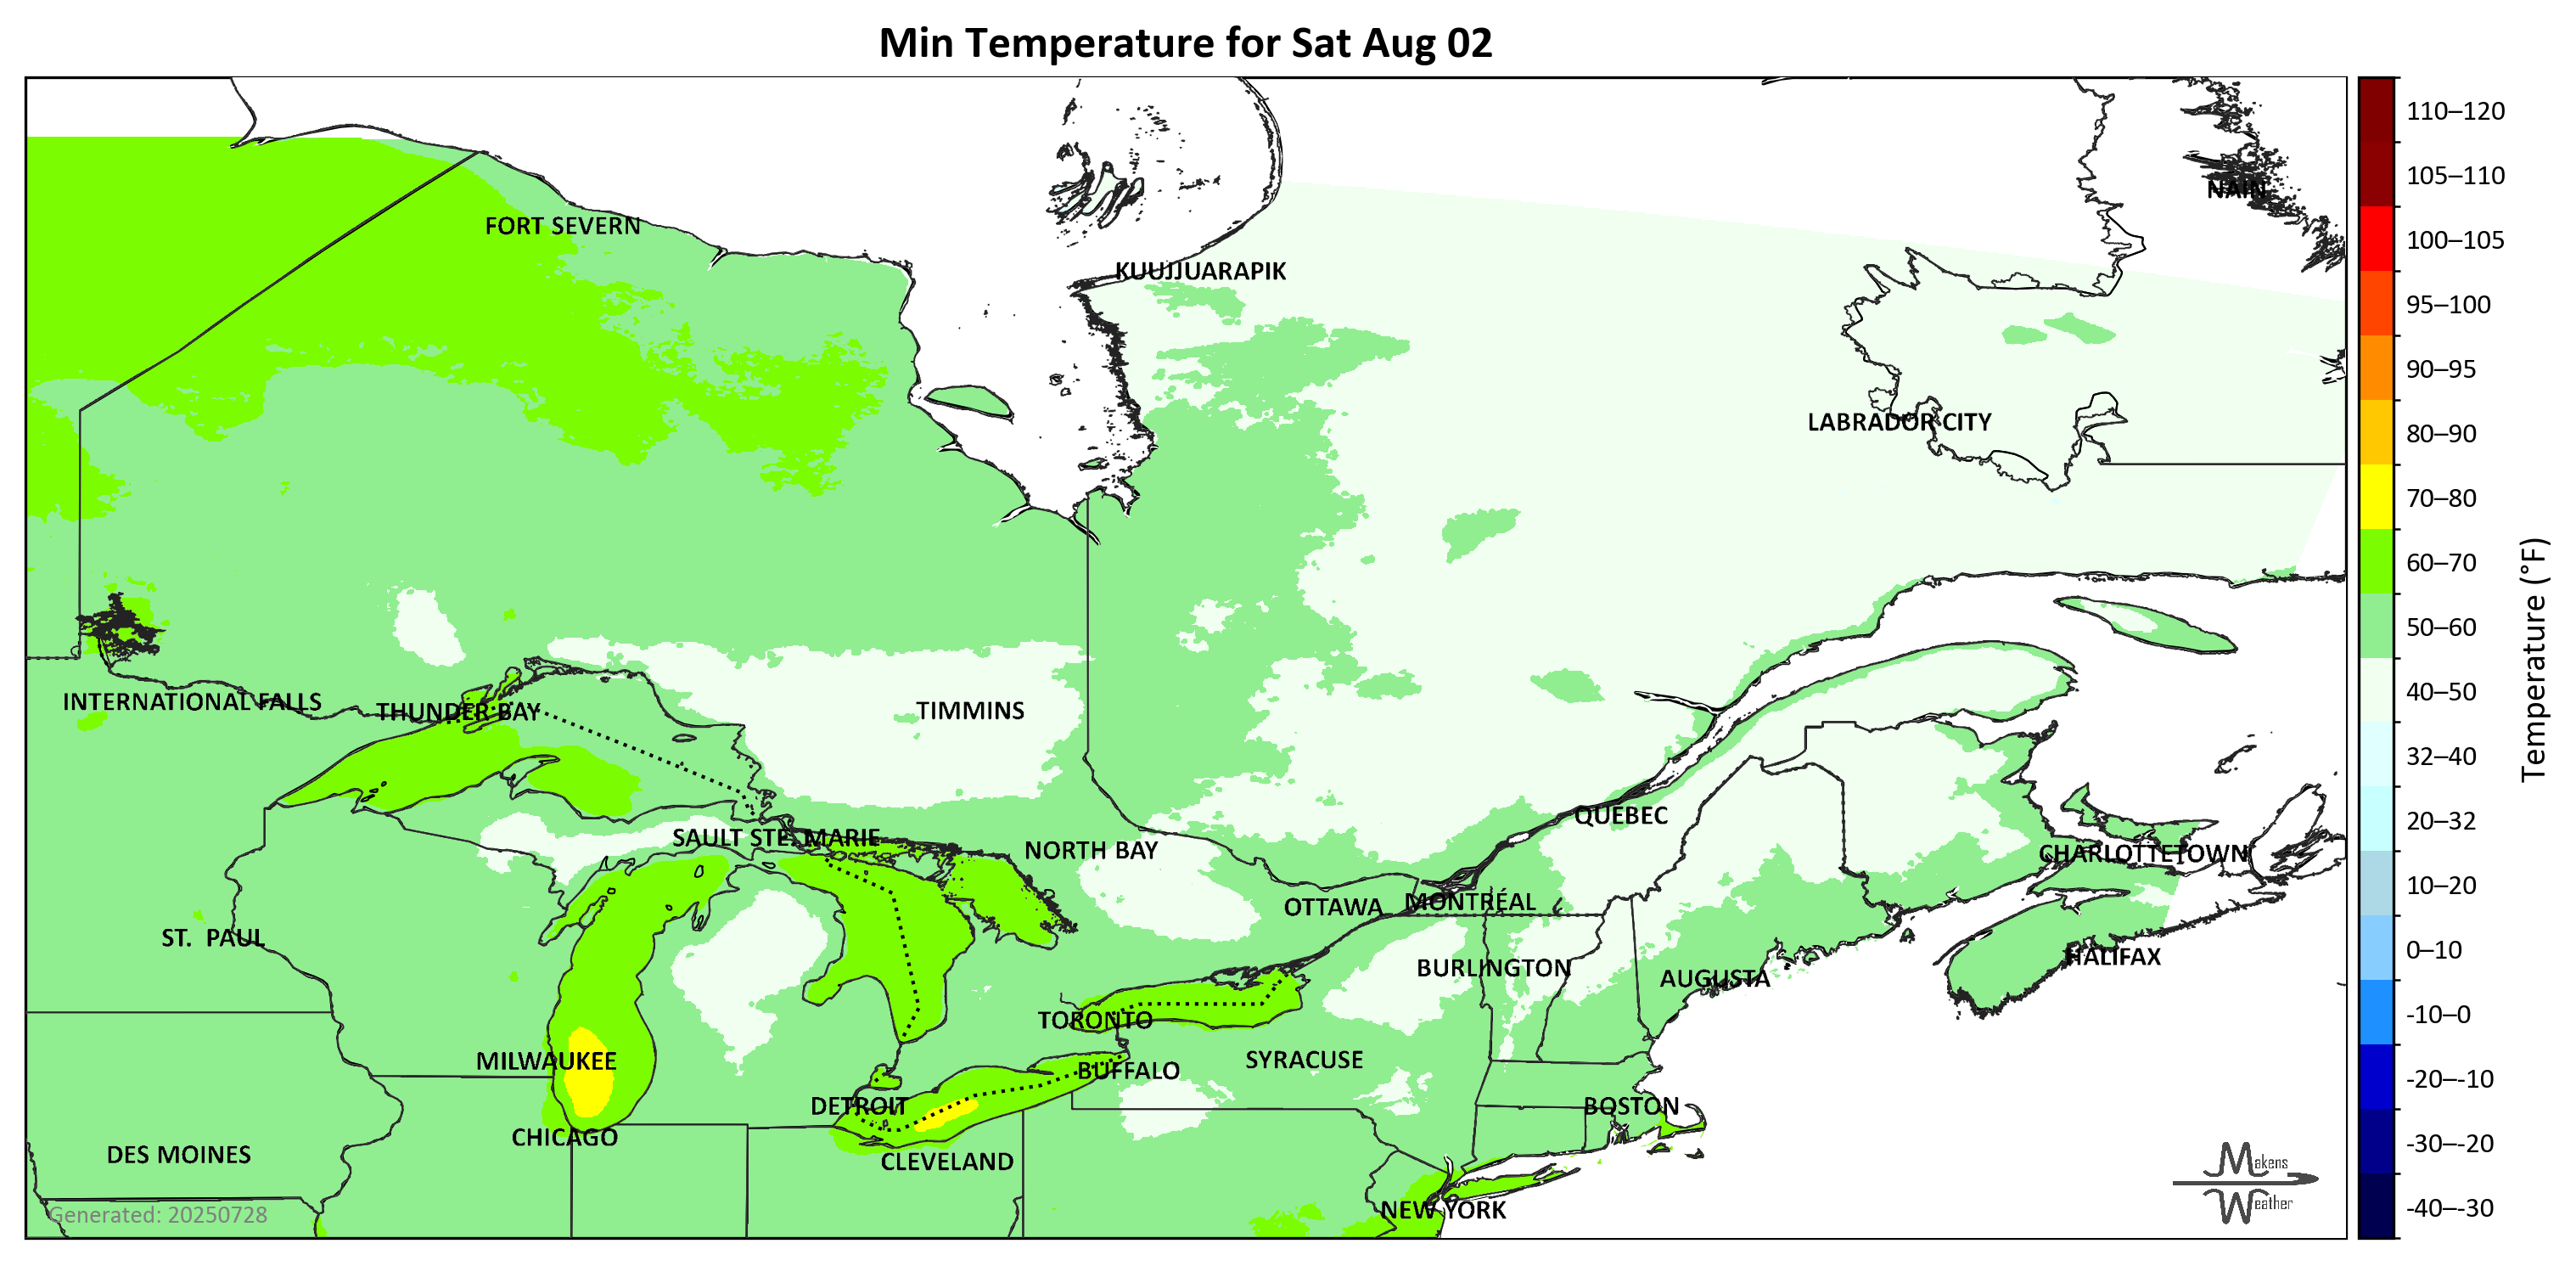 Min Temperature for Sat Aug 02
110–120
105–110
NAIN
100–105
FORT SEVERN
KUUJJUARAPIK
95–100
90–95
80–90
LABRADOR CITY
70–80
60–70
50–60
40–50
Temperature (°F)
INTERNATIONAL FALLS
THUNDER BAY
TIMMINS
32–40
20–32
QUEBEC
SAULT STE. MARIE
NORTH BAY
CHARLOTTETOWN
10–20
OTTAWA
MONTRÉAL
ST. PAUL
0–10
HALIFAX
BURLINGTON
AUGUSTA
-10–0
TORONTO
MILWAUKEE
SYRACUSE
BUFFALO
-20–-10
DETROIT
BOSTON
CHICAGO
-30–-20
DES MOINES
CLEVELAND
Makens
Weather
NEW YORK
-40–-30
Generated: 20250728